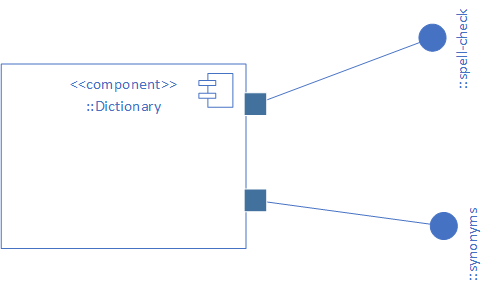 <<component>>
::Dictionary
::spell-check
::synonyms